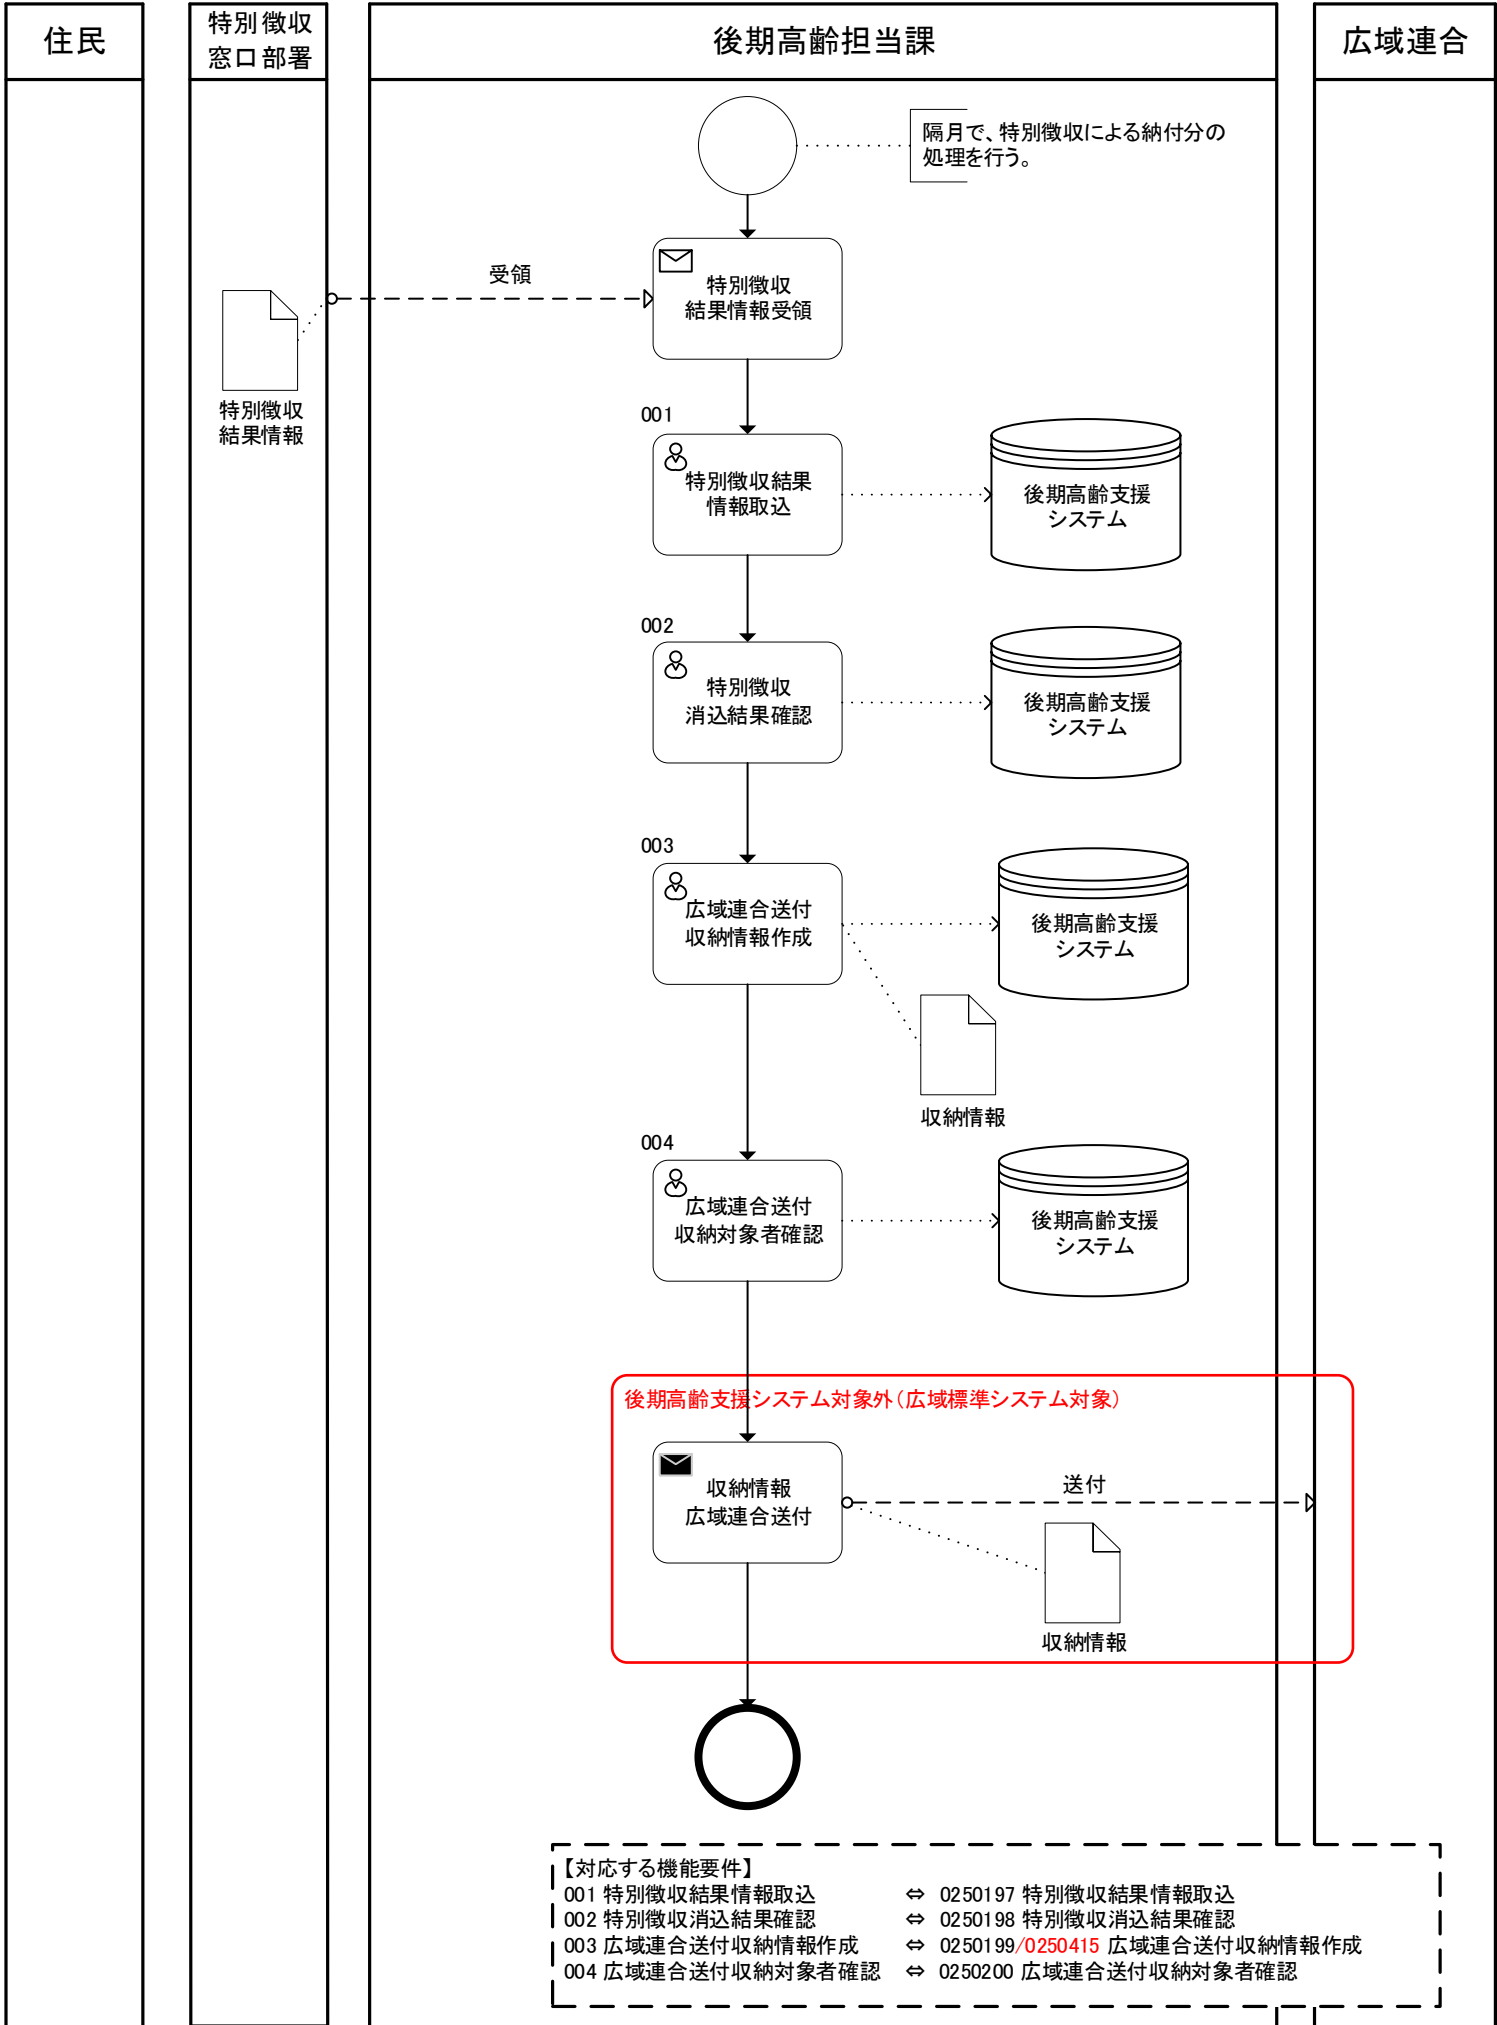 住民
特別徴収
窓口部署
後期高齢担当課
広域連合
隔月で、特別徴収による納付分の
処理を行う。
受領
特別徴収
結果情報受領
特別徴収
結果情報
001
特別徴収結果
情報取込
後期高齢支援
システム
002
特別徴収
消込結果確認
後期高齢支援
システム
003
広域連合送付
収納情報作成
後期高齢支援
システム
収納情報
004
広域連合送付
収納対象者確認
後期高齢支援
システム
後期高齢支援システム対象外（広域標準システム対象）
収納情報
広域連合送付
送付
収納情報
【対応する機能要件】
001 特別徴収結果情報取込 ⇔ 0250197 特別徴収結果情報取込
002 特別徴収消込結果確認 ⇔ 0250198 特別徴収消込結果確認
003 広域連合送付収納情報作成 ⇔ 0250199/0250415 広域連合送付収納情報作成
004 広域連合送付収納対象者確認 ⇔ 0250200 広域連合送付収納対象者確認